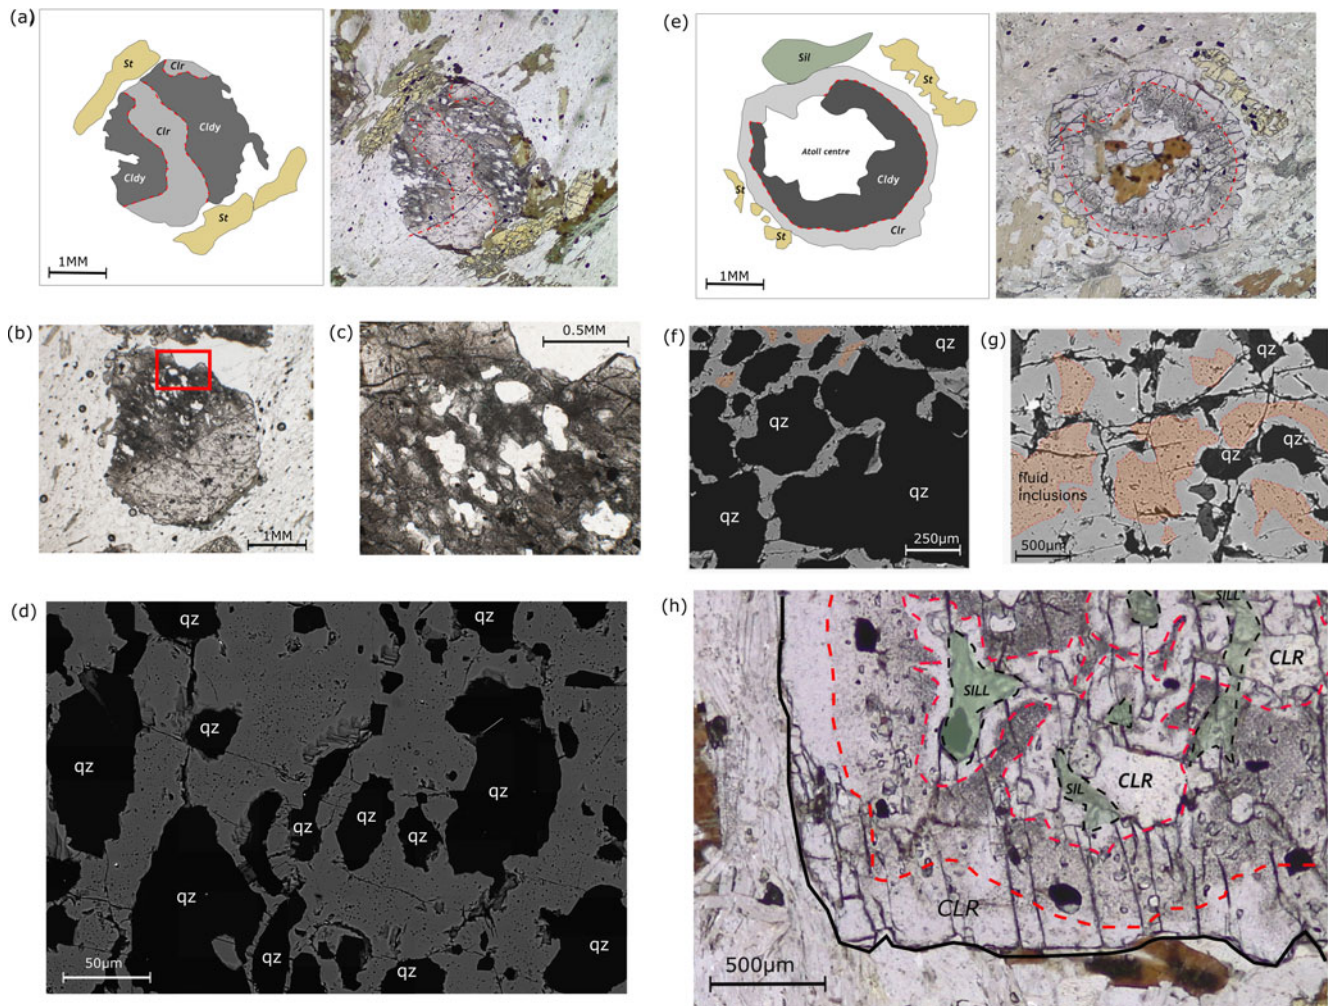 (a)
St
Clr
Clr
Cldy
Cldy
St
1MM
(b)
1MM
(c)
0.5MM
(d)
qz
qz
qz
qz
qz
qz
qz
qz
qz
qz
qz
qz
qz
50µm
(e)
Sil
St
Atoll centre
Cldy
St
Clr
St
1MM
(f)
qz
qz
qz
qz
250µm
(g)
qz
qz
qz
fluid
inclusions
500µm
(h)
SILL
CLR
SILL
CLR
SIL
CLR
500µm